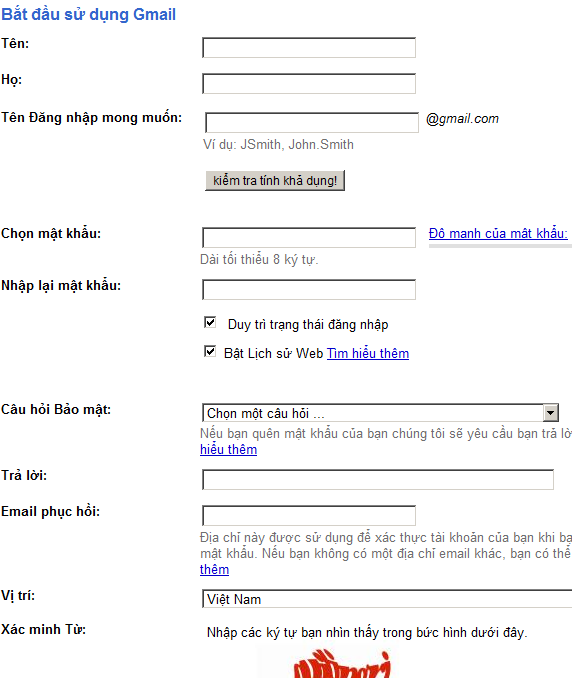 Bắt đầu sử dụng Gmail
Tên:
Họ:
Tên Đăng nhập mong muốn: @gmail.com
Ví dụ: JSmith, John.Smith
kiểm tra tính khả dụng!
Chọn mật khẩu: Độ mạnh của mật khẩu:
Dài tối thiểu 8 ký tự.
Nhập lại mật khẩu:
Duy trì trạng thái đăng nhập
Bật Lịch sử Web Tìm hiểu thêm
Câu hỏi Bảo mật: Chọn một câu hỏi ...
Nếu bạn quên mật khẩu của bạn chúng tôi sẽ yêu cầu bạn trả lờ
hiểu thêm
Trả lời:
Email phục hồi:
Địa chỉ này được sử dụng để xác thực tài khoản của bạn khi bạ
mật khẩu. Nếu bạn không có một địa chỉ email khác, bạn có thể
thêm
Vị trí: Việt Nam
Xác minh Từ: Nhập các ký tự bạn nhìn thấy trong bức hình dưới đây.